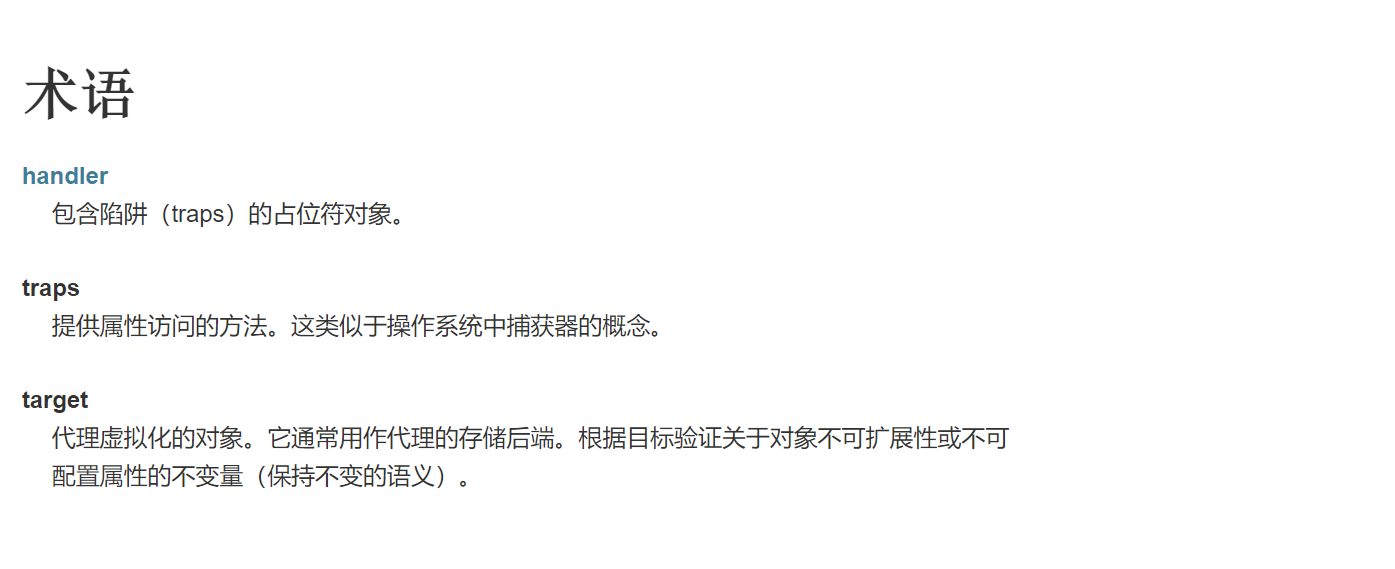 术语
handler
包含陷阱（traps）的占位符对象。
traps
提供属性访问的方法。这类似于操作系统中捕获器的概念。
target
代理虚拟化的对象。它通常用作代理的存储后端。根据目标验证关于对象不可扩展性或不可
配置属性的不变量（保持不变的语义）。